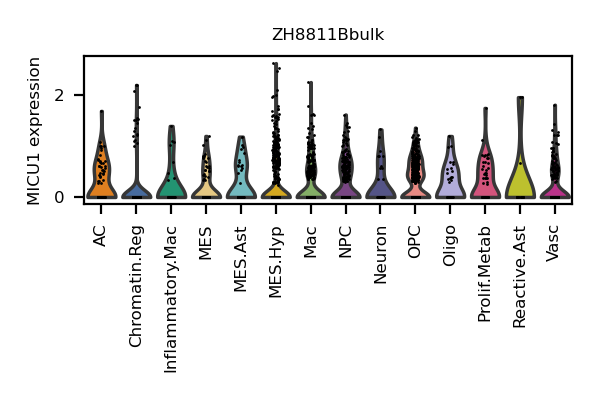 ZH8811Bbulk
MICU1 expression
2
0
AC
Chromatin.Reg
Inflammatory.Mac
MES
MES.Ast
MES.Hyp
Mac
NPC
Neuron
OPC
Oligo
Prolif.Metab
Reactive.Ast
Vasc